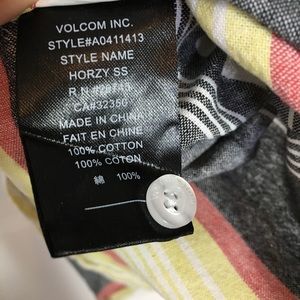 VOLCOM INC.
STYLE#A0411413
STYLE NAME
HORZY SS
R N#
CA#32350
MADE IN CHINA
FAIT EN CHINE
100% COTTON
100% COTON
綿 100%